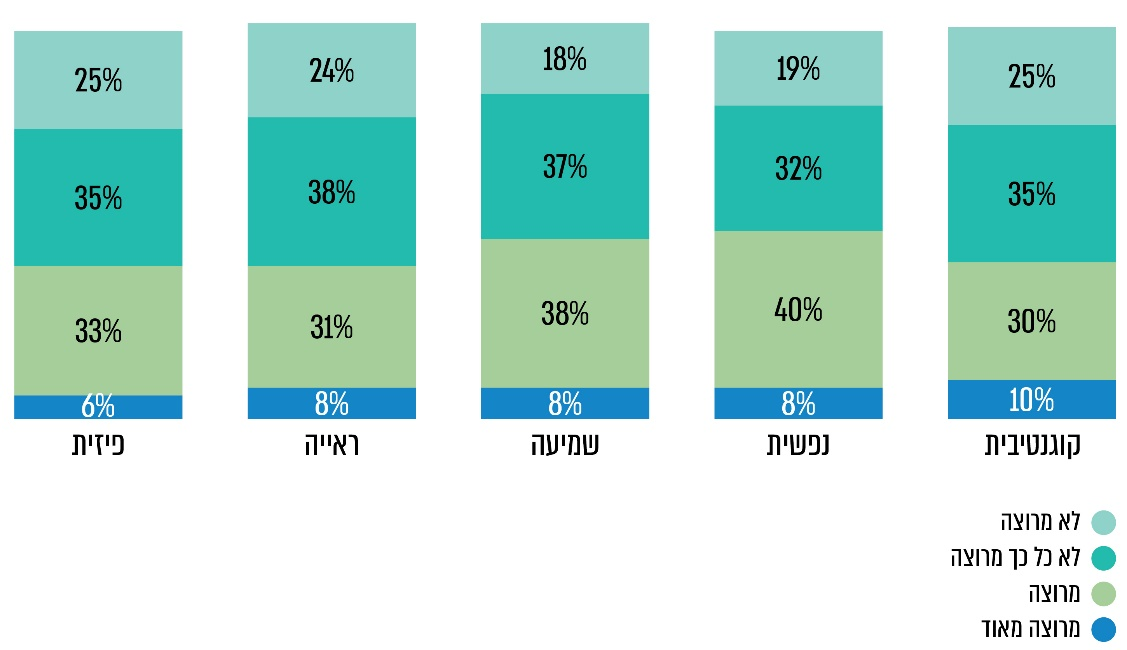 25%
24%
18%
19%
25%
35%
38%
37%
32%
35%
33%
31%
38%
40%
30%
6%
8%
8%
8%
10%
פיזית
ראייה
שמיעה
נפשית
קוגנטיבית
לא מרוצה
לא כל כך מרוצה
מרוצה
מרוצה מאוד